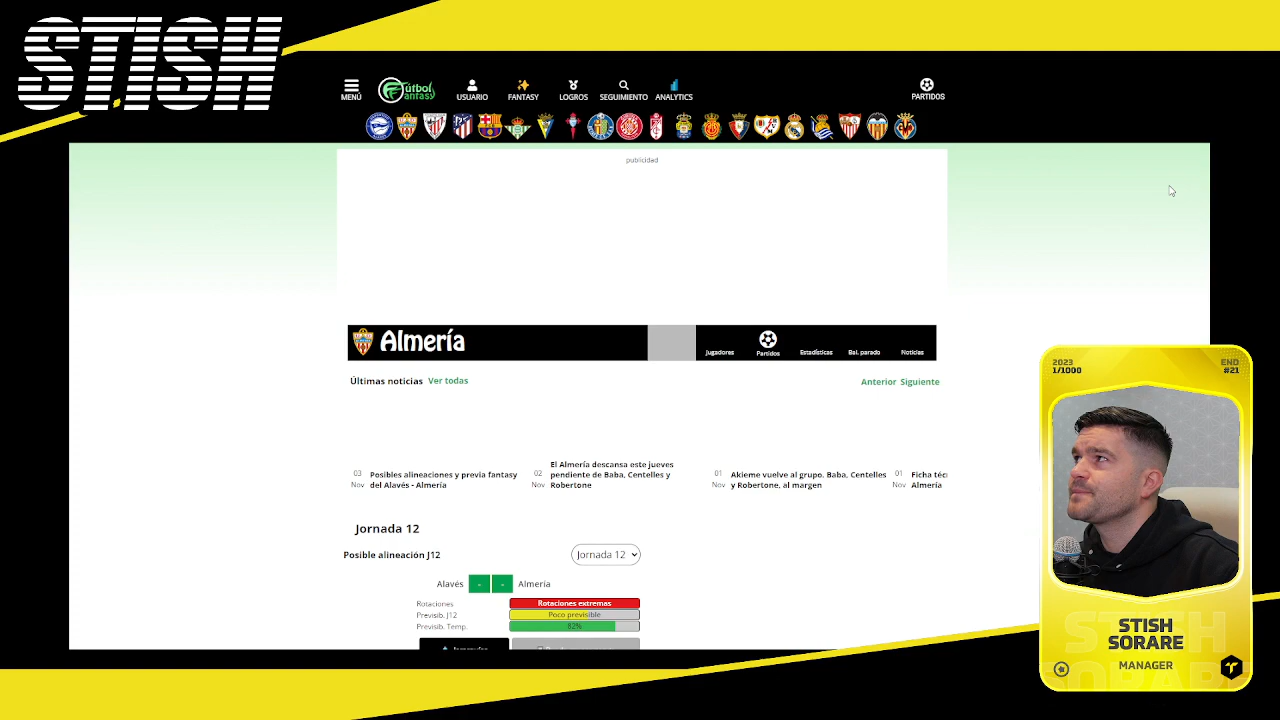 STISH
MENÚ
Fútbol Fantasy
USUARIO
FANTASY
LOGROS
SEGUIMIENTO
ANALYTICS
PARTIDOS
publicidad
Almería
Jugadores
Partidos
Estadísticas
Bal. parado
Noticias
Últimas noticias Ver todas
Anterior Siguiente
03 Nov
Posibles alineaciones y previa fantasy
del Alavés - Almería
02 Nov
El Almería descansa este jueves
pendiente de Baba, Centelles y
Robertone
01 Nov
Akieme vuelve al grupo. Baba, Centelles
y Robertone, al margen
01 Nov
Ficha téc
Almería
Jornada 12
Posible alineación J12
Jornada 12
Alavés - - Almería
Rotaciones Rotaciones extremas
Previsib. J12 Poco previsible
Previsib. Temp. 82%
2023
1/1000
END
#21
STISH
SORARE
MANAGER